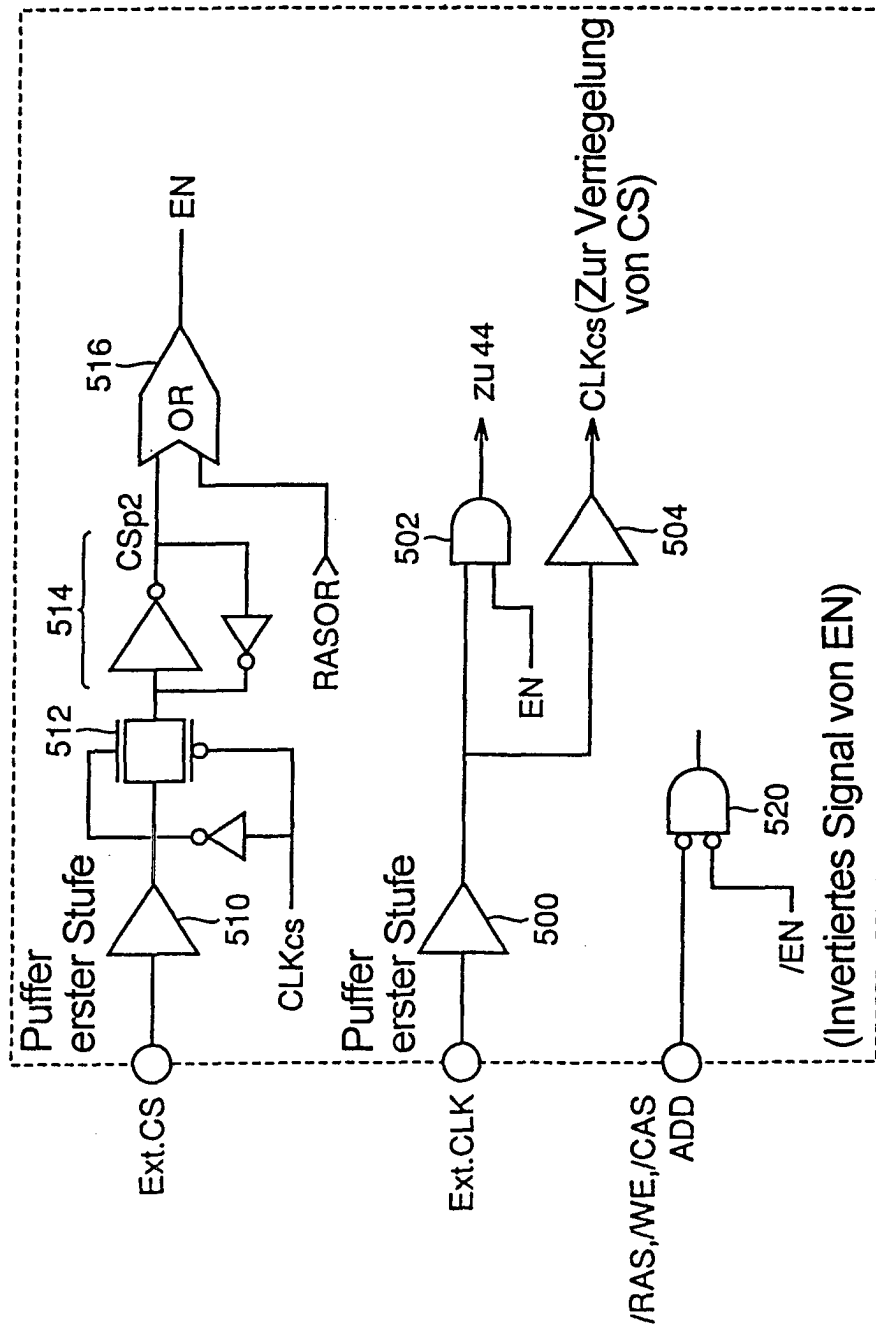 Puffer
erster Stufe
Ext.CS
510
CLKcs
512
514
CSp2
RASOR
OR
516
EN
Puffer
erster Stufe
Ext.CLK
500
EN
502
zu 44
504
CLKcs(Zur Verriegelung
von CS)
/RAS,/WE,/CAS
ADD
/EN
520
(Invertiertes Signal von EN)